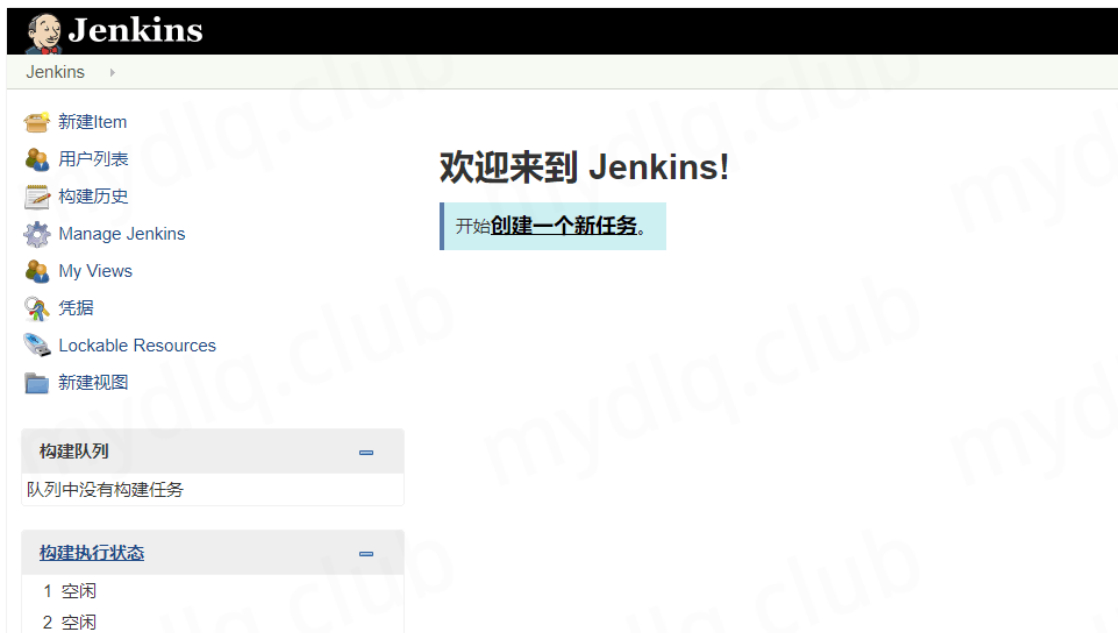 Jenkins
Jenkins
新建Item
用户列表
构建历史
Manage Jenkins
My Views
凭据
Lockable Resources
新建视图
构建队列
队列中没有构建任务
构建执行状态
1 空闲
2 空闲
欢迎来到 Jenkins!
开始创建一个新任务。
mydlq.club